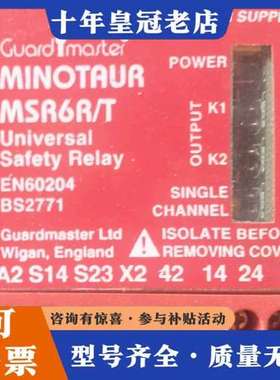 十年皇冠老店
Guardmaster
SUPPLY
MINOTAUR
POWER
MSR6R/T
Universal
Safety Relay
OUTPUT
K1
K2
EN60204
BS2771
SINGLE
CHANNEL
Guardmaster Ltd
Wigan, England
ISOLATE BEFO
REMOVING COV
A2 S14 S23 X2 42 14 24
可
票
咨询有惊喜·参与补贴活动
型号齐全·质量无忧